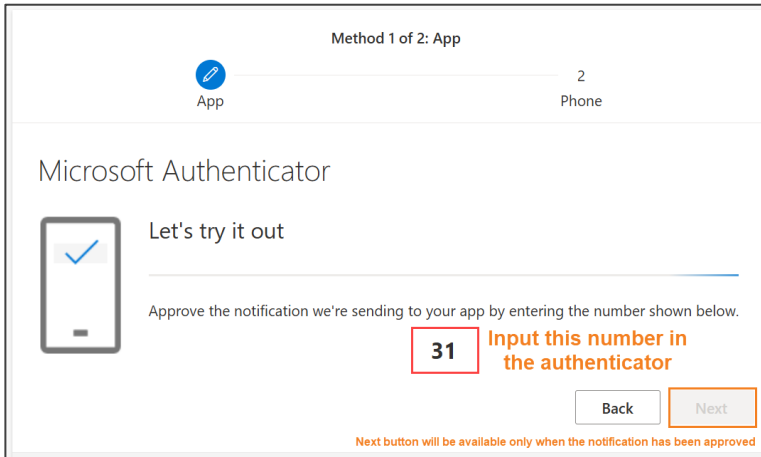 Method 1 of 2: App
2
App
Phone
Microsoft Authenticator
Let's try it out
Approve the notification we're sending to your app by entering the number shown below.
31
Input this number in
the authenticator
Back
Next
Next button will be available only when the notification has been approved